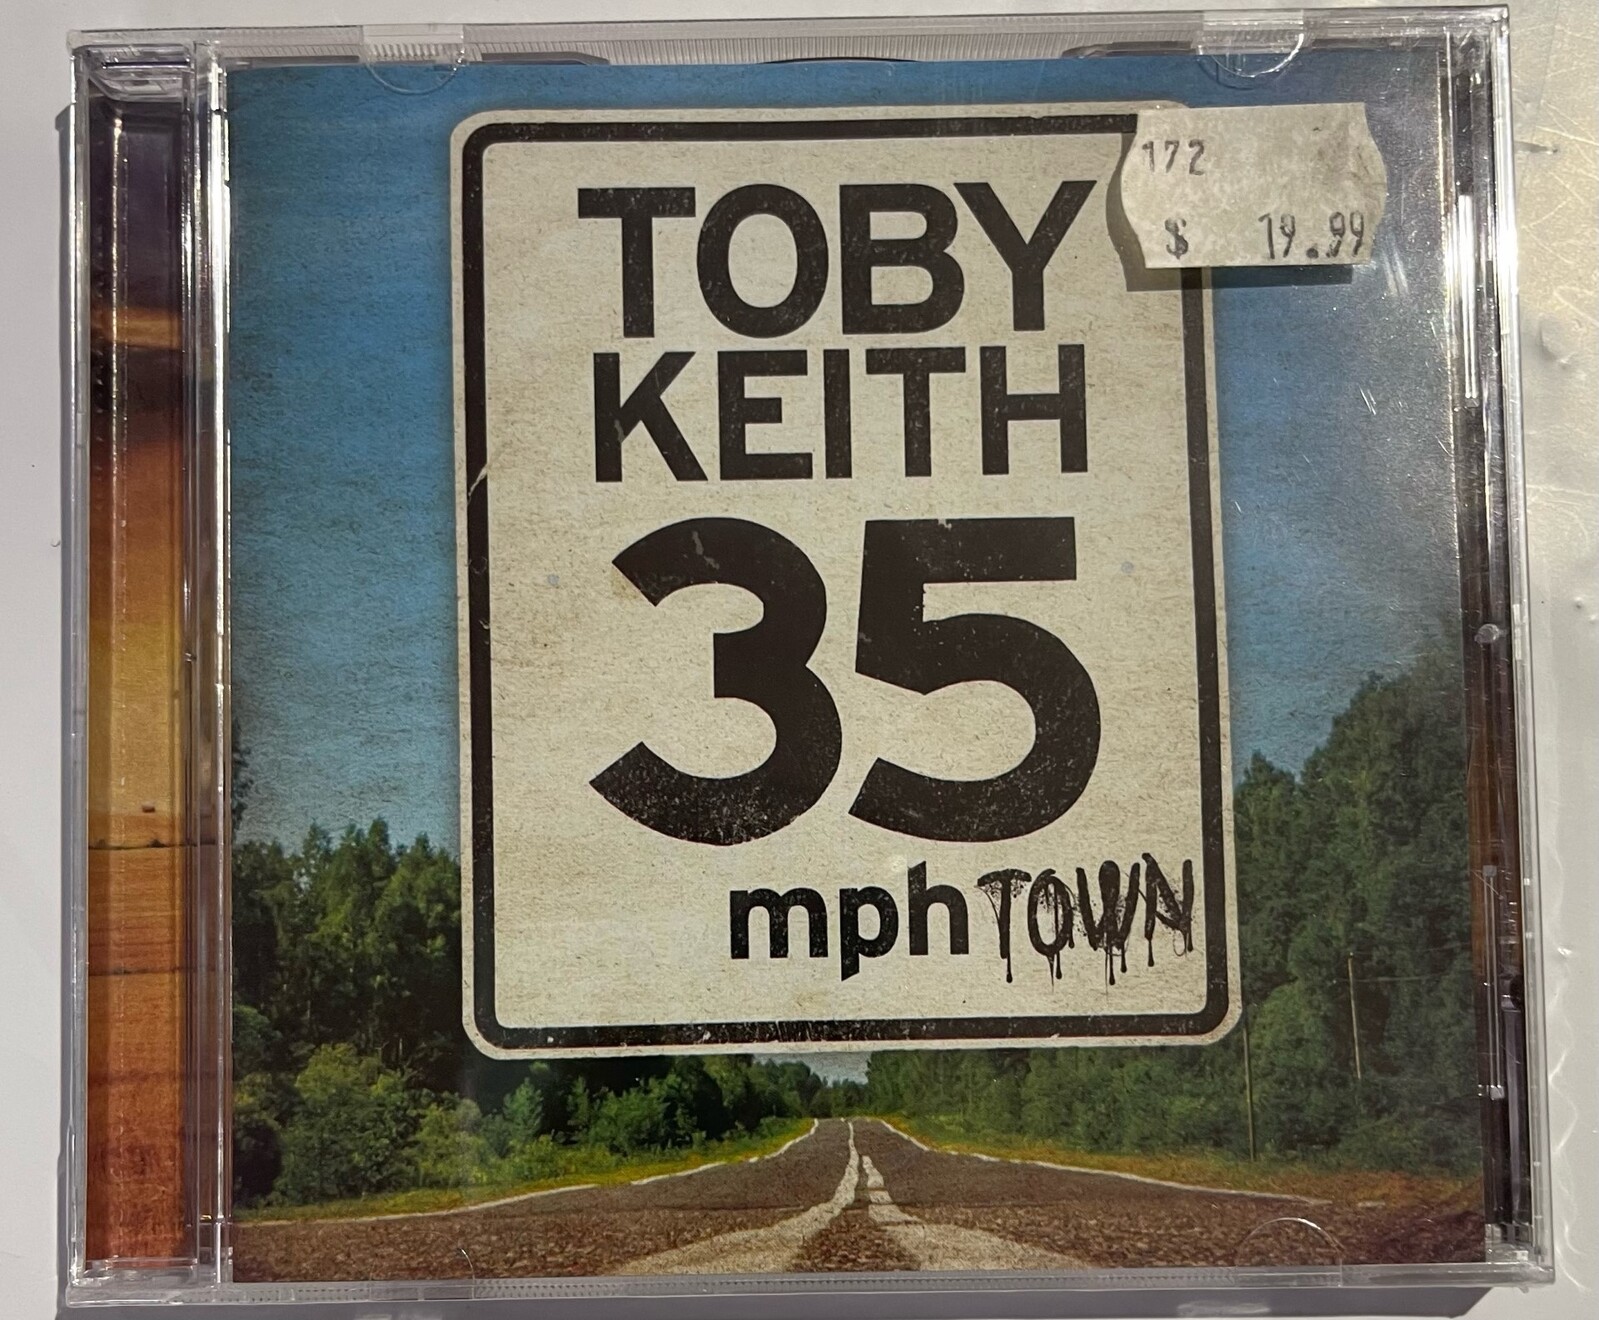 172
$ 19.99
TOBY
KEITH
35
mph TOWN